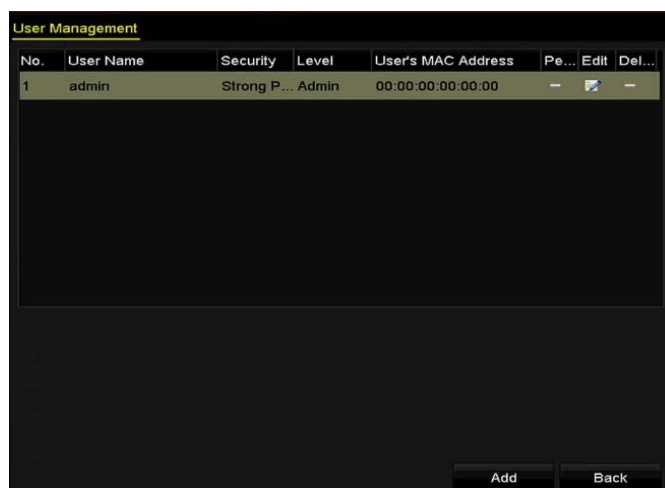 User Management
No. User Name Security Level User's MAC Address Pe... Edit Del...
1 admin Strong P... Admin 00:00:00:00:00:00 — —
Add Back